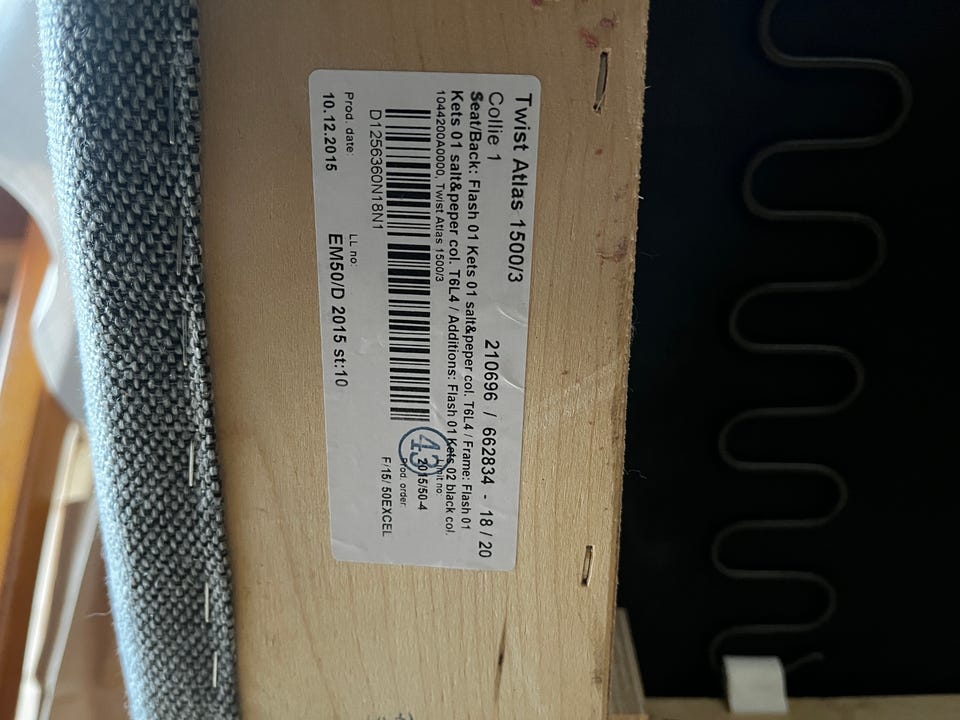 Twist Atlas 1500/3
Collie 1
210696 / 662834 - 18 / 20
Seat/Back: Flash 01 Kets 01 salt&peper col. T6L4 / Frame: Flash 01
Kets 01 salt&peper col. T6L4 / Additions: Flash 01 Kets 02 black col.
1044200A0000, Twist Atlas 1500/3
2015/50-4
43
D1256360N18N1
Prod. order:
F/15/ 50EXCEL
Prod. date:
LL no:
10.12.2015
EM50/D 2015 st:10